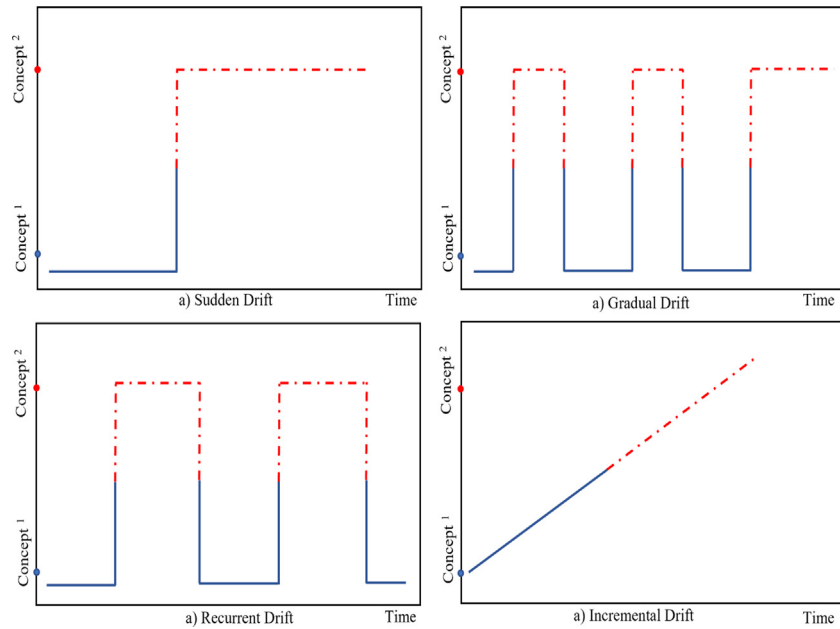 Concept 2
Concept 1
a) Sudden Drift
Time
Concept 2
Concept 1
a) Gradual Drift
Time
Concept 2
Concept 1
a) Recurrent Drift
Time
Concept 2
Concept 1
a) Incremental Drift
Time